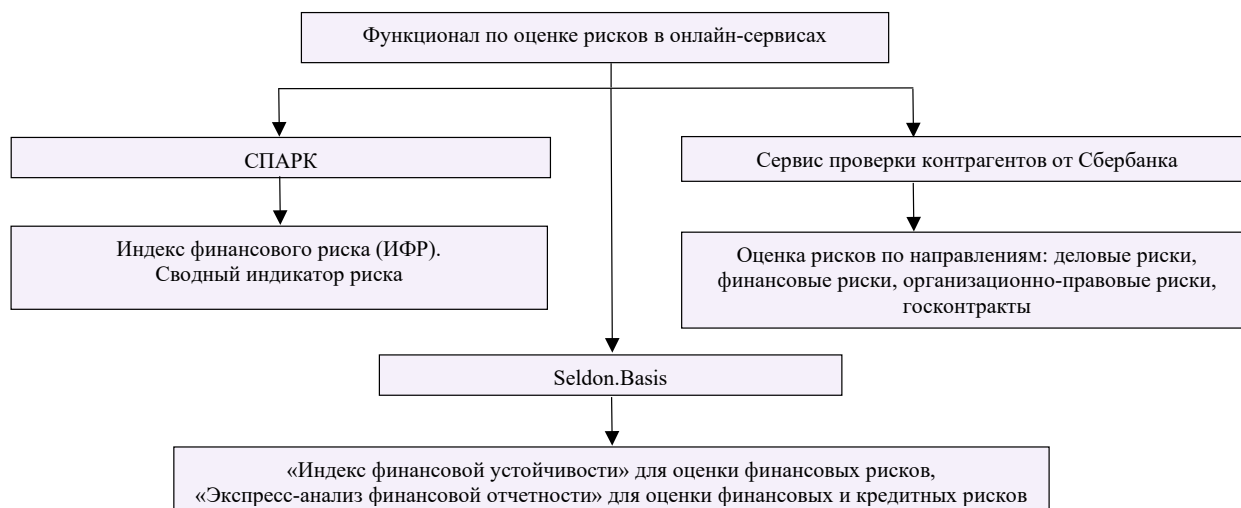 Функционал по оценке рисков в онлайн-сервисах
СПАРК
Сервис проверки контрагентов от Сбербанка
Индекс финансового риска (ИФР).
Сводный индикатор риска
Оценка рисков по направлениям: деловые риски,
финансовые риски, организационно-правовые риски,
госконтракты
Seldon.Basis
«Индекс финансовой устойчивости» для оценки финансовых рисков,
«Экспресс-анализ финансовой отчетности» для оценки финансовых и кредитных рисков